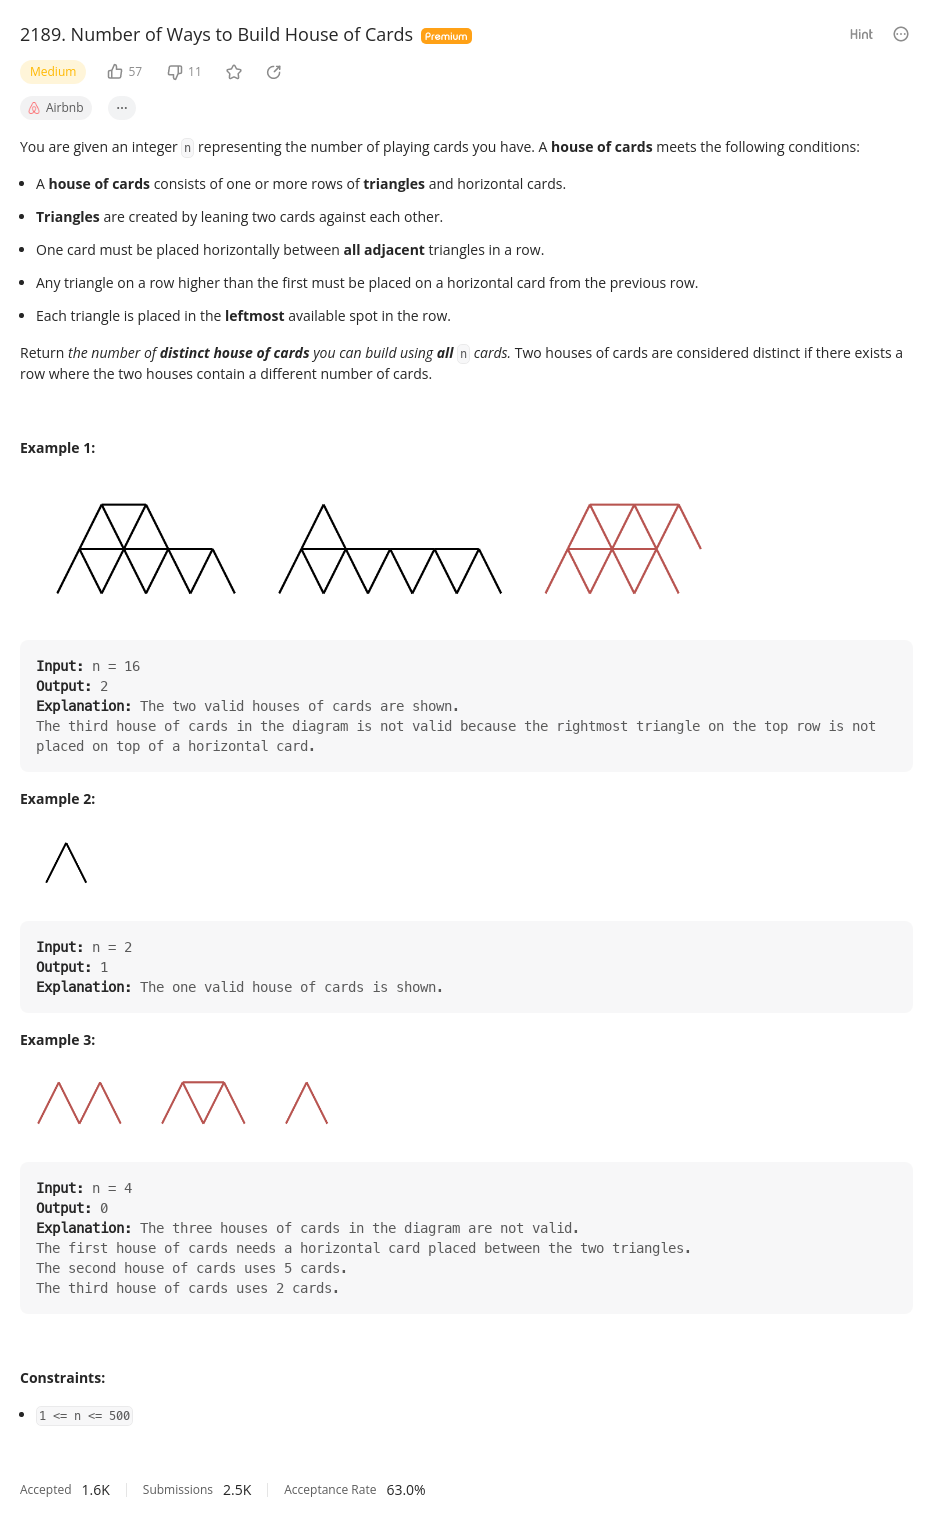 2189. Number of Ways to Build House of Cards Premium Hint
Medium 57 11
Airbnb ...
You are given an integer n representing the number of playing cards you have. A house of cards meets the following conditions:
• A house of cards consists of one or more rows of triangles and horizontal cards.
• Triangles are created by leaning two cards against each other.
• One card must be placed horizontally between all adjacent triangles in a row.
• Any triangle on a row higher than the first must be placed on a horizontal card from the previous row.
• Each triangle is placed in the leftmost available spot in the row.
Return the number of distinct house of cards you can build using all n cards. Two houses of cards are considered distinct if there exists a
row where the two houses contain a different number of cards.
Example 1:
Input: n = 16
Output: 2
Explanation: The two valid houses of cards are shown.
The third house of cards in the diagram is not valid because the rightmost triangle on the top row is not
placed on top of a horizontal card.
Example 2:
Input: n = 2
Output: 1
Explanation: The one valid house of cards is shown.
Example 3:
Input: n = 4
Output: 0
Explanation: The three houses of cards in the diagram are not valid.
The first house of cards needs a horizontal card placed between the two triangles.
The second house of cards uses 5 cards.
The third house of cards uses 2 cards.
Constraints:
• 1 <= n <= 500
Accepted 1.6K Submissions 2.5K Acceptance Rate 63.0%